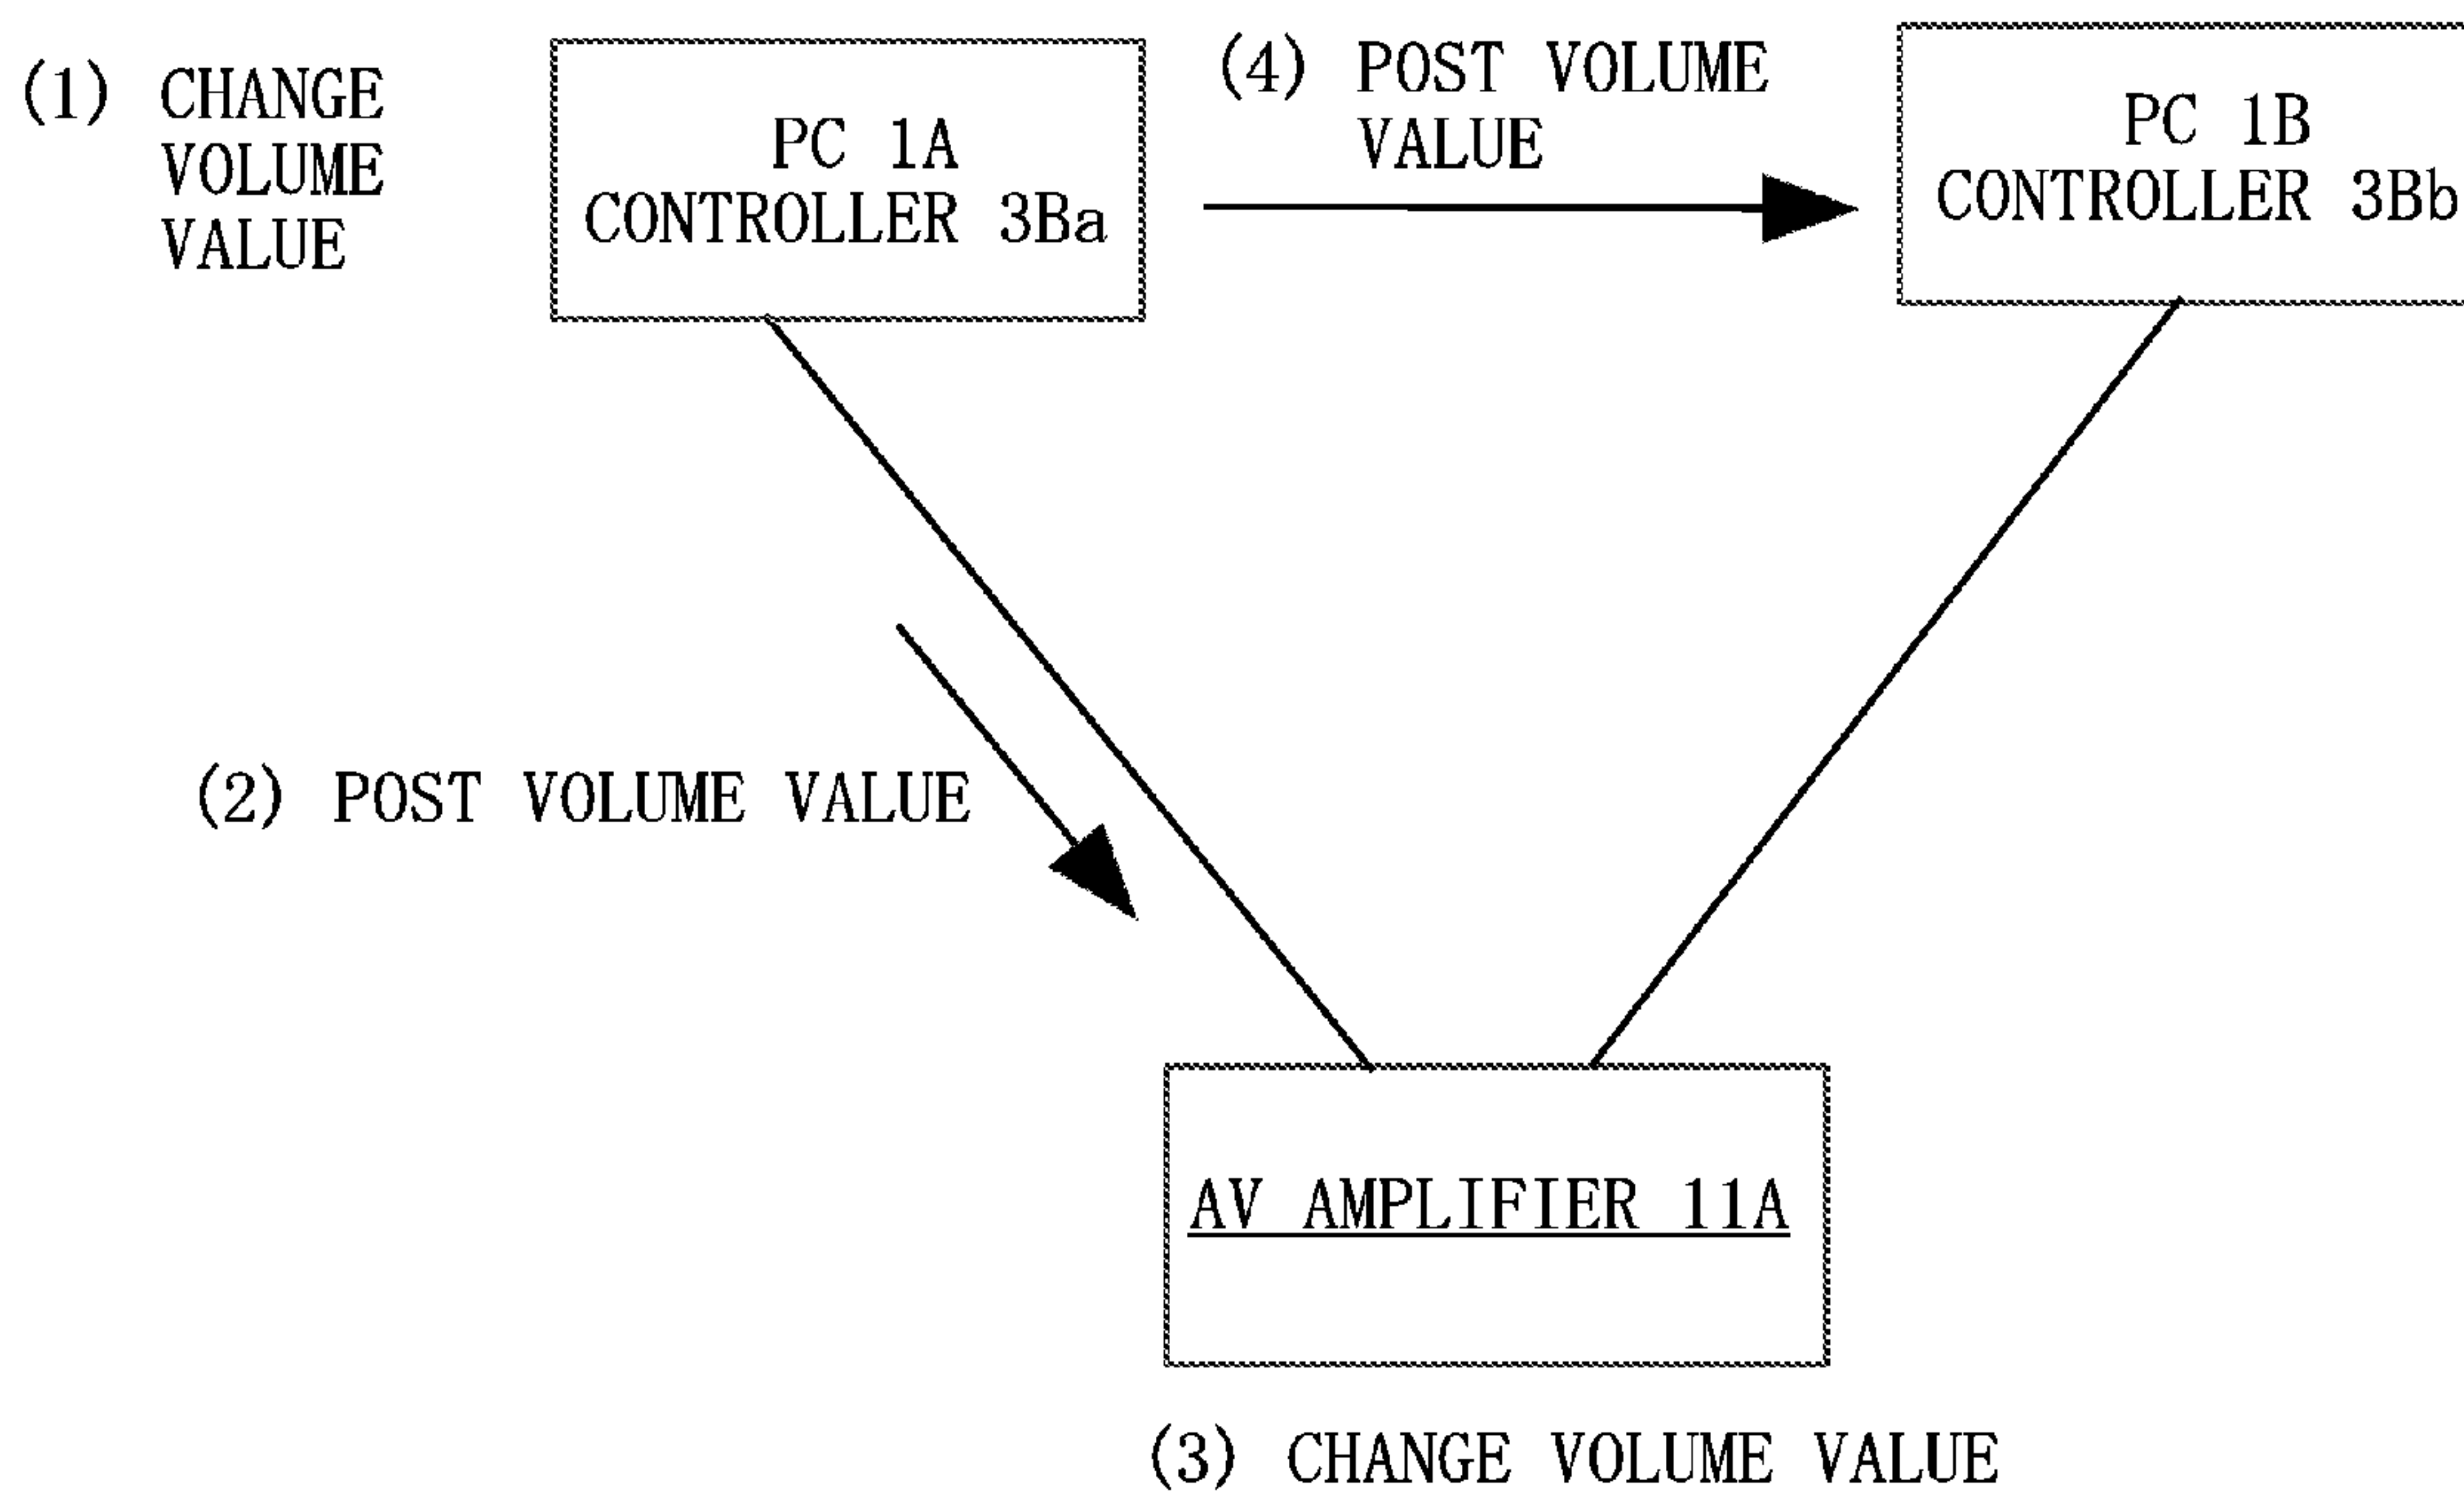 (1) CHANGE
VOLUME
VALUE
PC 1A
CONTROLLER 3Ba
(4) POST VOLUME
VALUE
PC 1B
CONTROLLER 3Bb
(2) POST VOLUME VALUE
AV AMPLIFIER 11A
(3) CHANGE VOLUME VALUE